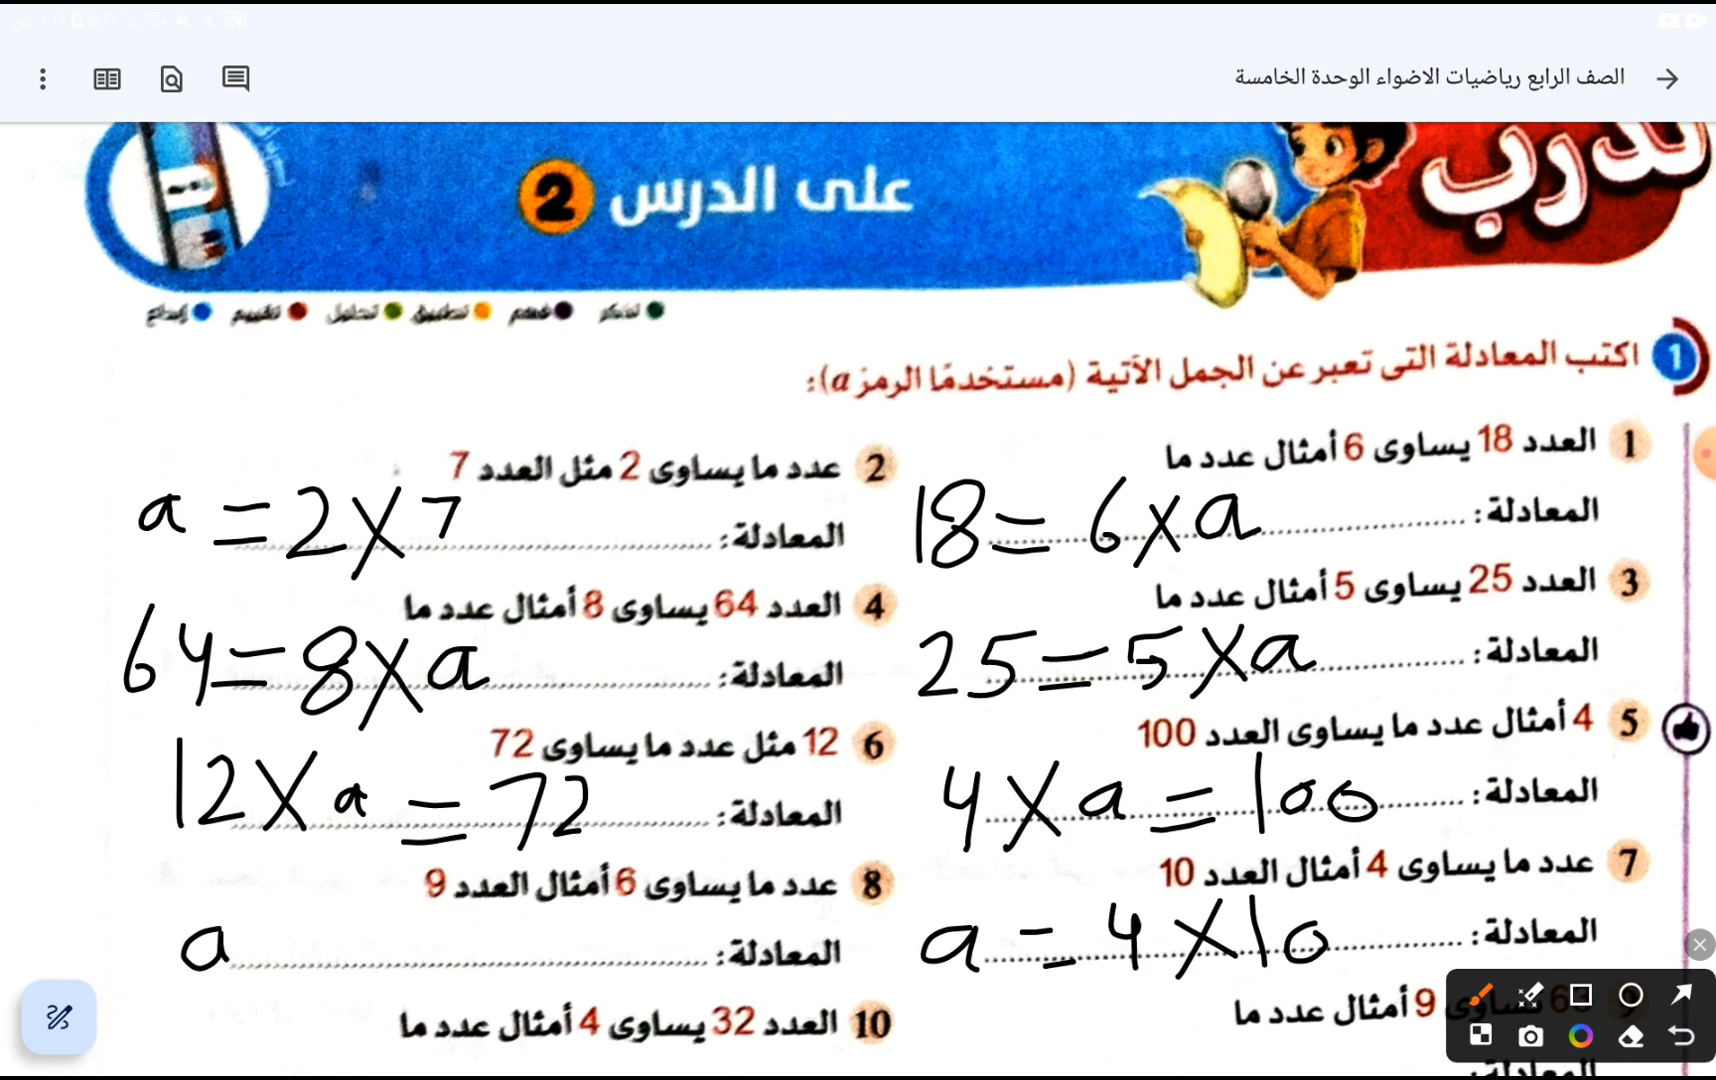 الصف الرابع رياضيات الاضواء الوحدة الخامسة
تدرب
على الدرس 2
تذكر فهم تطبيق تحليل تقييم إبداع
1 اكتب المعادلة التى تعبر عن الجمل الآتية (مستخدمًا الرمز a):
1 العدد 18 يساوى 6 أمثال عدد ما
المعادلة:
18=6×a
2 عدد ما يساوى 2 مثل العدد 7
المعادلة:
a=2×7
3 العدد 25 يساوى 5 أمثال عدد ما
المعادلة:
25=5×a
4 العدد 64 يساوى 8 أمثال عدد ما
المعادلة:
64=8×a
5 4 أمثال عدد ما يساوى العدد 100
المعادلة:
4×a=100
6 12 مثل عدد ما يساوى 72
المعادلة:
12×a=72
7 عدد ما يساوى 4 أمثال العدد 10
المعادلة:
a=4×10
8 عدد ما يساوى 6 أمثال العدد 9
المعادلة:
a
9 أمثال عدد ما
10 العدد 32 يساوى 4 أمثال عدد ما